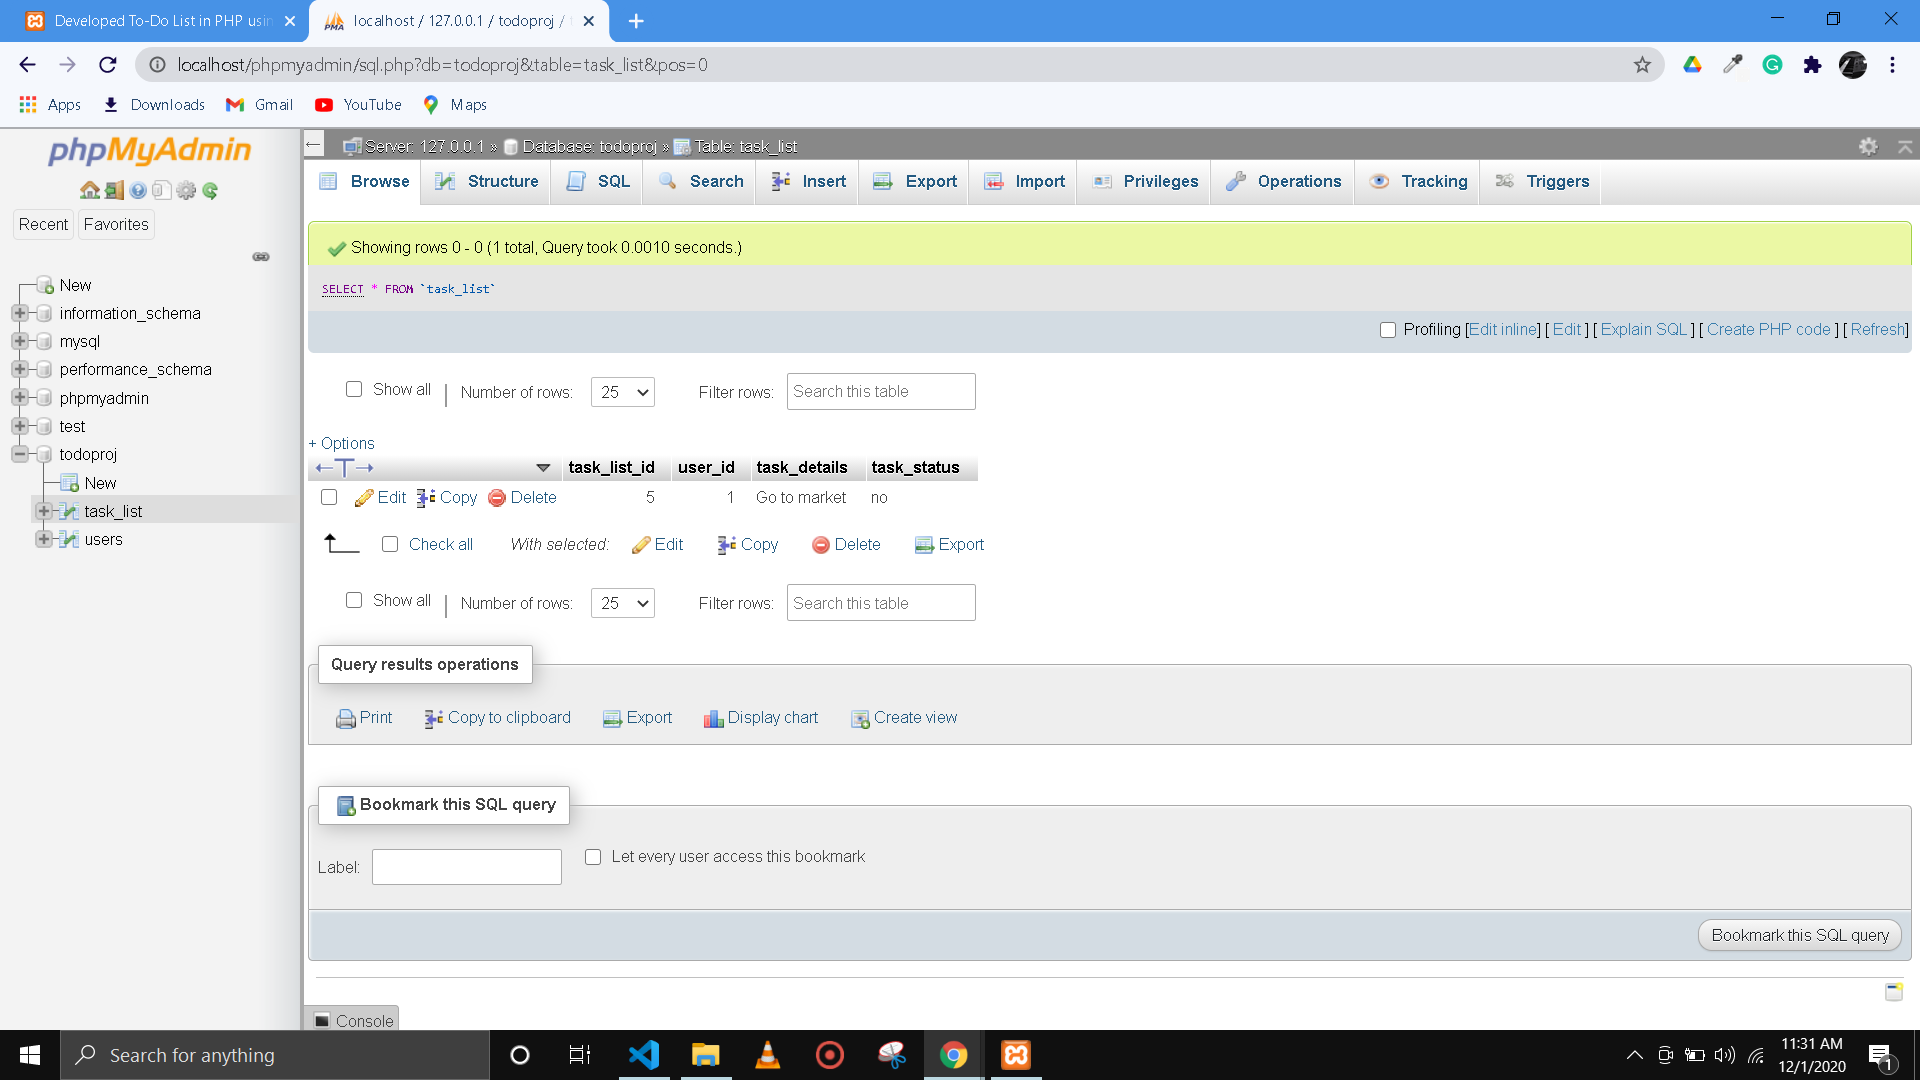 Developed To-Do List in PHP usin
localhost / 127.0.0.1 / todoproj /
localhost/phpmyadmin/sql.php?db=todoproj&table=task_list&pos=0
Apps Downloads Gmail YouTube Maps
phpMyAdmin
Recent Favorites
New
information_schema
mysql
performance_schema
phpmyadmin
test
todoproj
New
task_list
users
Server: 127.0.0.1 » Database: todoproj » Table: task_list
Browse Structure SQL Search Insert Export Import Privileges Operations Tracking Triggers
Showing rows 0 - 0 (1 total, Query took 0.0010 seconds.)
SELECT * FROM `task_list`
Profiling [Edit inline] [ Edit ] [ Explain SQL ] [ Create PHP code ] [ Refresh]
Show all | Number of rows: 25 Filter rows: Search this table
+ Options
←T→ task_list_id user_id task_details task_status
Edit Copy Delete 5 1 Go to market no
Check all With selected: Edit Copy Delete Export
Show all | Number of rows: 25 Filter rows: Search this table
Query results operations
Print Copy to clipboard Export Display chart Create view
Bookmark this SQL query
Label: Let every user access this bookmark
Bookmark this SQL query
Console
Search for anything
11:31 AM
12/1/2020
1